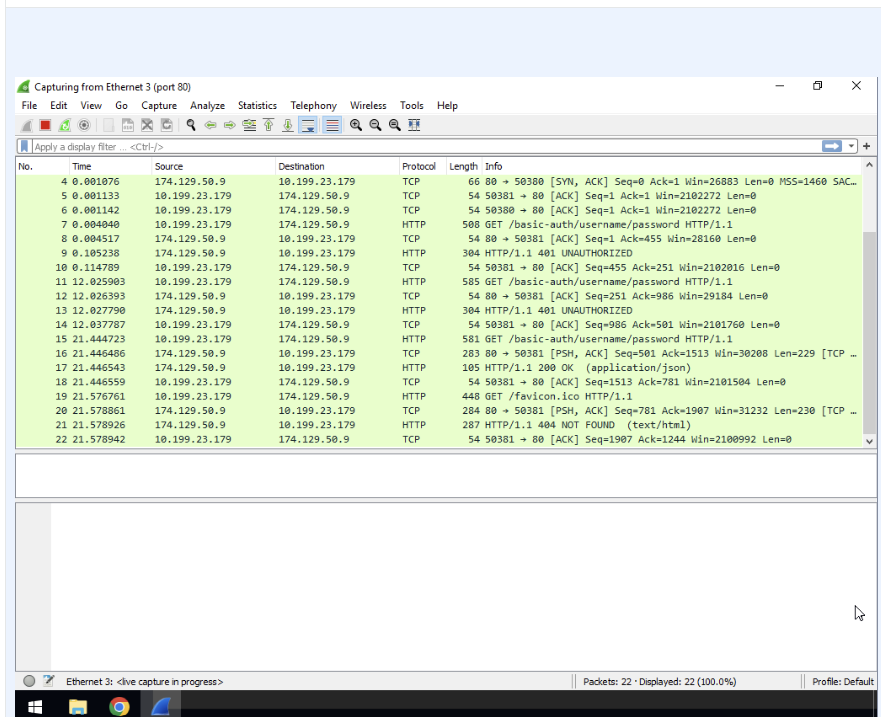 Capturing from Ethernet 3 (port 80)
File Edit View Go Capture Analyze Statistics Telephony Wireless Tools Help
Apply a display filter ... <Ctrl-/>
No. Time Source Destination Protocol Length Info
4 0.001076 174.129.50.9 10.199.23.179 TCP 66 80 → 50380 [SYN, ACK] Seq=0 Ack=1 Win=26883 Len=0 MSS=1460 SAC…
5 0.001133 10.199.23.179 174.129.50.9 TCP 54 50381 → 80 [ACK] Seq=1 Ack=1 Win=2102272 Len=0
6 0.001142 10.199.23.179 174.129.50.9 TCP 54 50380 → 80 [ACK] Seq=1 Ack=1 Win=2102272 Len=0
7 0.004040 10.199.23.179 174.129.50.9 HTTP 508 GET /basic-auth/username/password HTTP/1.1
8 0.004517 174.129.50.9 10.199.23.179 TCP 54 80 → 50381 [ACK] Seq=1 Ack=455 Win=28160 Len=0
9 0.105238 174.129.50.9 10.199.23.179 HTTP 304 HTTP/1.1 401 UNAUTHORIZED
10 0.114789 10.199.23.179 174.129.50.9 TCP 54 50381 → 80 [ACK] Seq=455 Ack=251 Win=2102016 Len=0
11 12.025903 10.199.23.179 174.129.50.9 HTTP 585 GET /basic-auth/username/password HTTP/1.1
12 12.026393 174.129.50.9 10.199.23.179 TCP 54 80 → 50381 [ACK] Seq=251 Ack=986 Win=29184 Len=0
13 12.027790 174.129.50.9 10.199.23.179 HTTP 304 HTTP/1.1 401 UNAUTHORIZED
14 12.037787 10.199.23.179 174.129.50.9 TCP 54 50381 → 80 [ACK] Seq=986 Ack=501 Win=2101760 Len=0
15 21.444723 10.199.23.179 174.129.50.9 HTTP 581 GET /basic-auth/username/password HTTP/1.1
16 21.446486 174.129.50.9 10.199.23.179 TCP 283 80 → 50381 [PSH, ACK] Seq=501 Ack=1513 Win=30208 Len=229 [TCP …
17 21.446543 174.129.50.9 10.199.23.179 HTTP 105 HTTP/1.1 200 OK (application/json)
18 21.446559 10.199.23.179 174.129.50.9 TCP 54 50381 → 80 [ACK] Seq=1513 Ack=781 Win=2101504 Len=0
19 21.576761 10.199.23.179 174.129.50.9 HTTP 448 GET /favicon.ico HTTP/1.1
20 21.578861 174.129.50.9 10.199.23.179 TCP 284 80 → 50381 [PSH, ACK] Seq=781 Ack=1907 Win=31232 Len=230 [TCP …
21 21.578926 174.129.50.9 10.199.23.179 HTTP 287 HTTP/1.1 404 NOT FOUND (text/html)
22 21.578942 10.199.23.179 174.129.50.9 TCP 54 50381 → 80 [ACK] Seq=1907 Ack=1244 Win=2100992 Len=0
Ethernet 3: <live capture in progress> Packets: 22 · Displayed: 22 (100.0%) Profile: Default